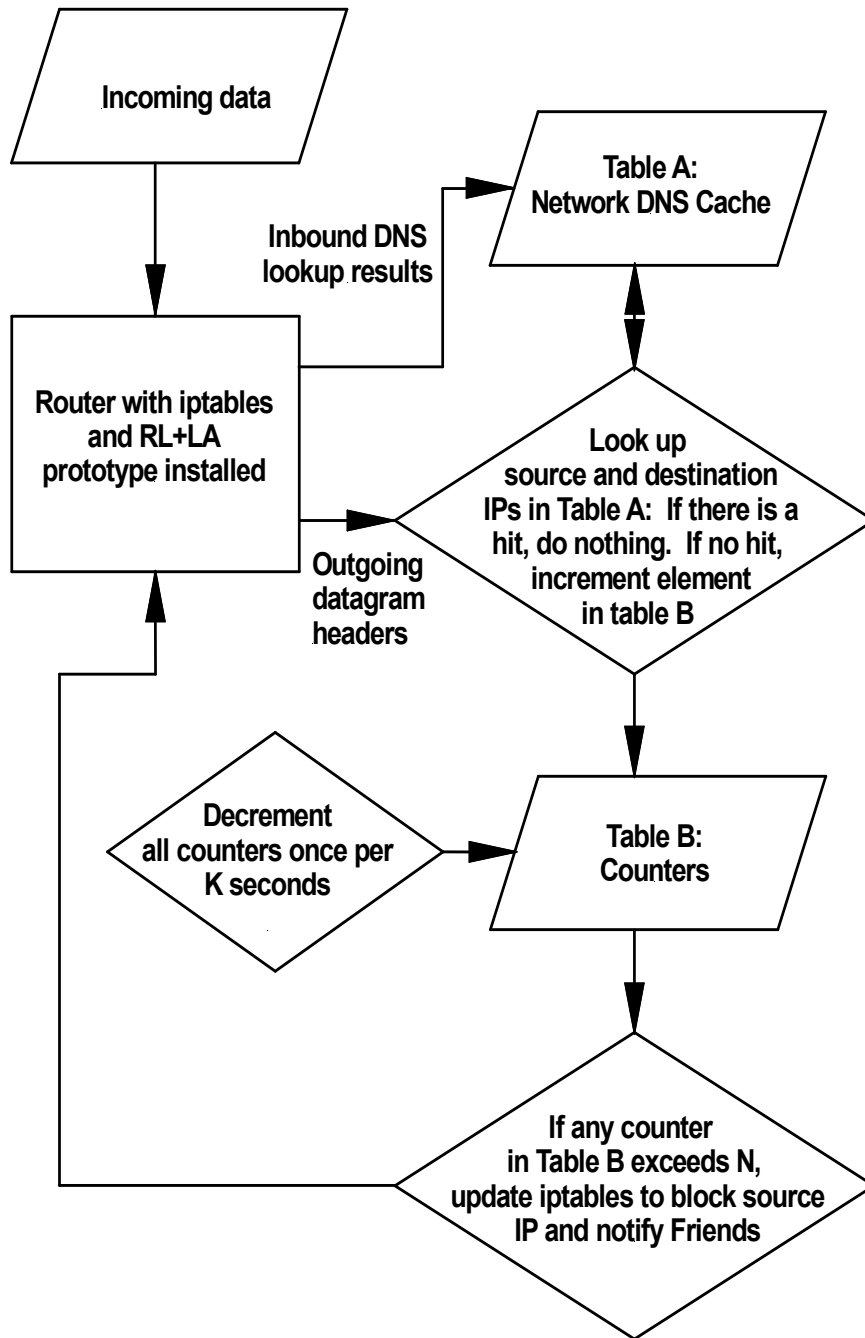 Incoming data
Table A:
Network DNS Cache
Inbound DNS
lookup results
Router with iptables
and RL+LA
prototype installed
Look up
source and destination
IPs in Table A: If there is a
hit, do nothing. If no hit,
increment element
in table B
Outgoing
datagram
headers
Decrement
all counters once per
K seconds
Table B:
Counters
If any counter
in Table B exceeds N,
update iptables to block source
IP and notify Friends